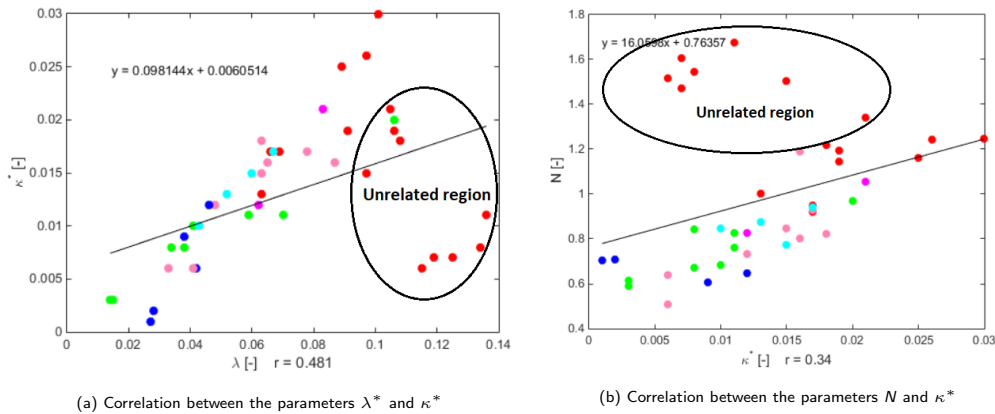 0.03
0.025
0.02
0.015
0.01
0.005
0
κ* [-]
y = 0.098144x + 0.0060514
Unrelated region
0 0.02 0.04 0.06 0.08 0.1 0.12 0.14
λ [-] r = 0.481
(a) Correlation between the parameters λ* and κ*
1.8
1.6
1.4
1.2
1
0.8
0.6
0.4
N [-]
y = 16.0598x + 0.76357
Unrelated region
0 0.005 0.01 0.015 0.02 0.025 0.03
κ* [-] r = 0.34
(b) Correlation between the parameters N and κ*